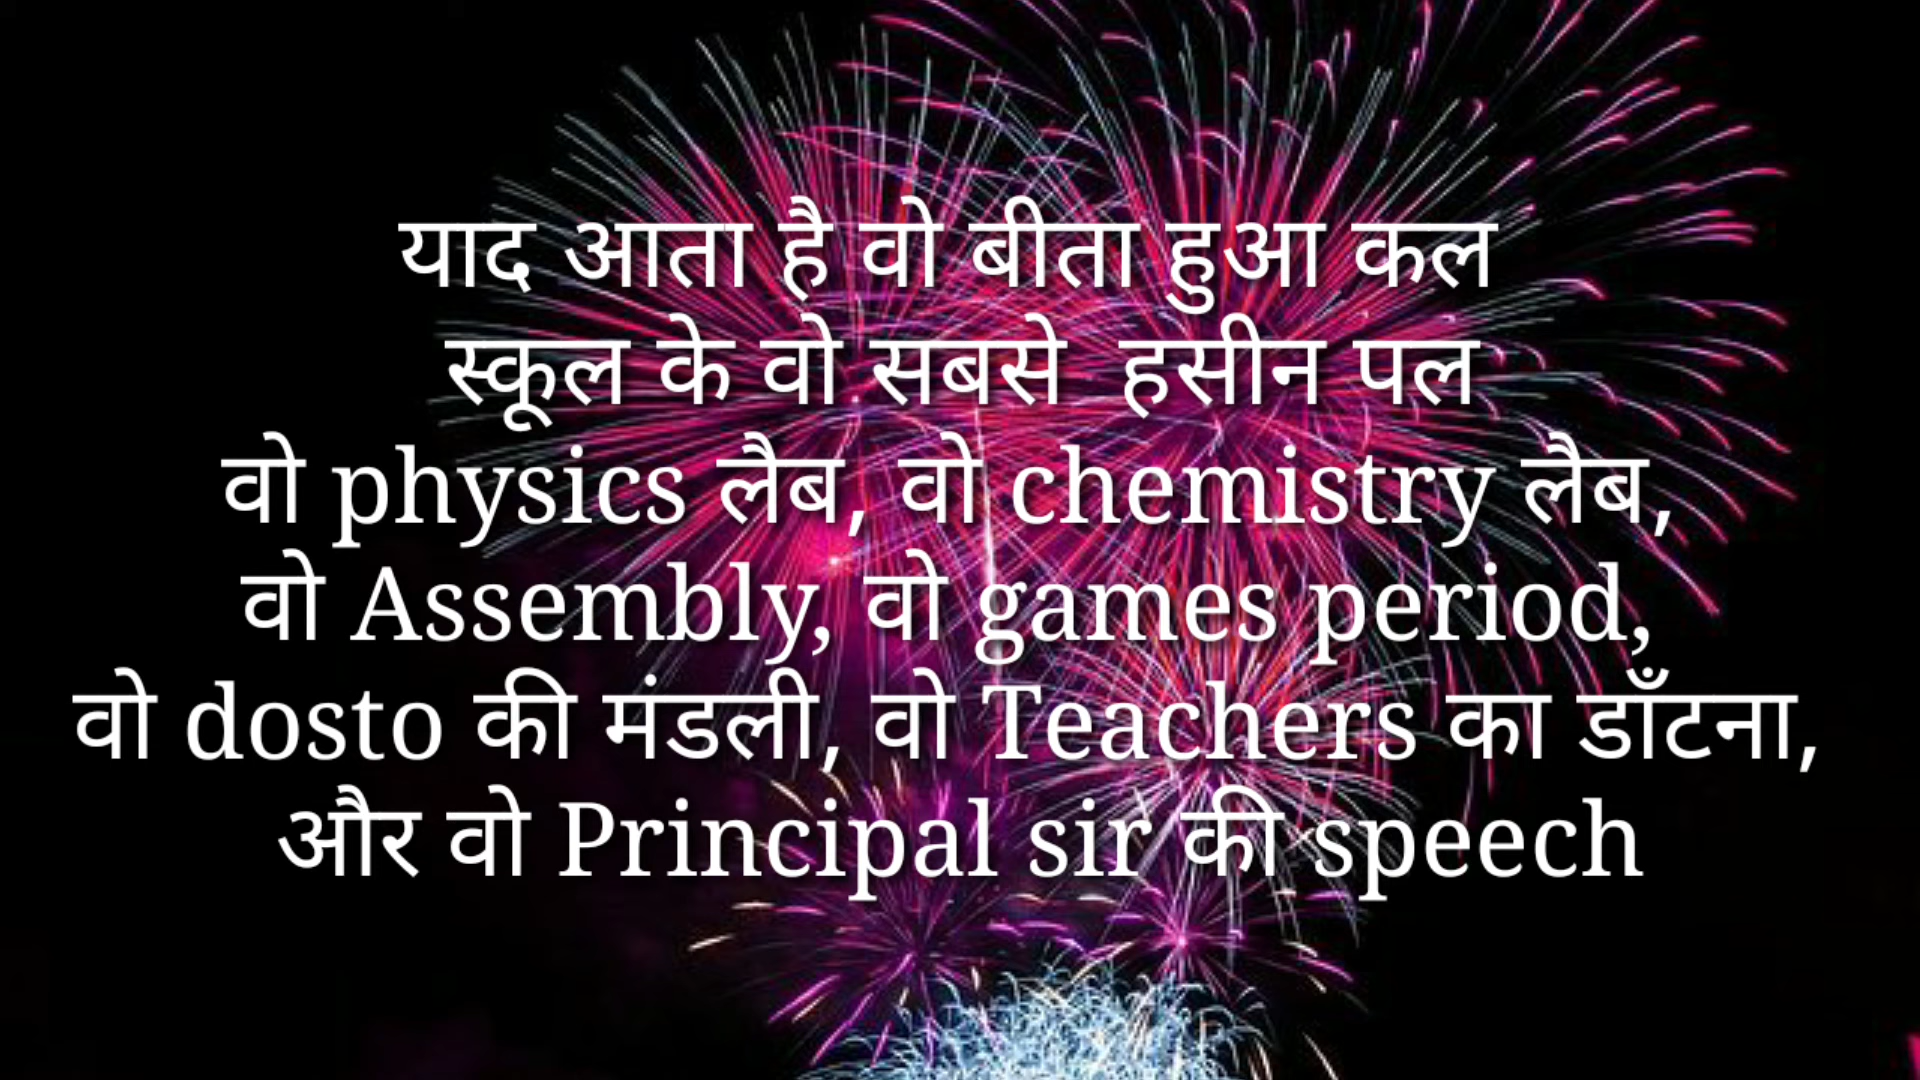 याद आता है वो बीता हुआ कल
स्कूल के वो सबसे हसीन पल
वो physics लैब, वो chemistry लैब,
वो Assembly, वो games period,
वो dosto की मंडली, वो Teachers का डाँटना,
और वो Principal sir की speech